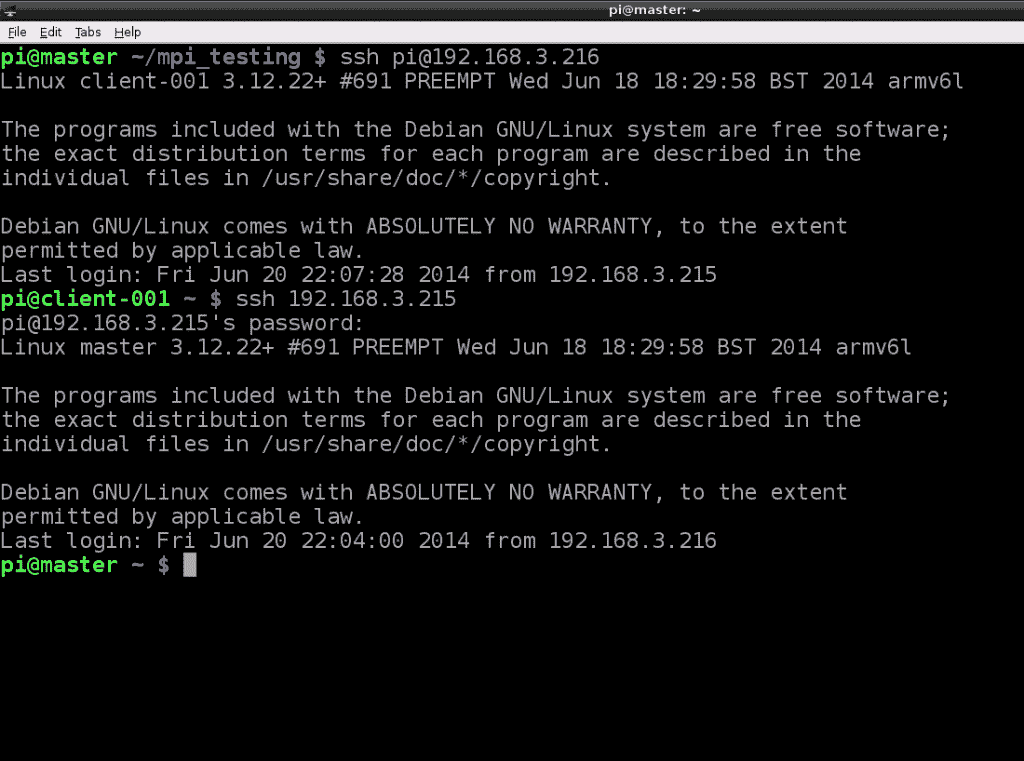 pi@master: ~
File Edit Tabs Help
pi@master ~/mpi_testing $ ssh pi@192.168.3.216
Linux client-001 3.12.22+ #691 PREEMPT Wed Jun 18 18:29:58 BST 2014 armv6l
The programs included with the Debian GNU/Linux system are free software;
the exact distribution terms for each program are described in the
individual files in /usr/share/doc/*/copyright.
Debian GNU/Linux comes with ABSOLUTELY NO WARRANTY, to the extent
permitted by applicable law.
Last login: Fri Jun 20 22:07:28 2014 from 192.168.3.215
pi@client-001 ~ $ ssh 192.168.3.215
pi@192.168.3.215's password:
Linux master 3.12.22+ #691 PREEMPT Wed Jun 18 18:29:58 BST 2014 armv6l
The programs included with the Debian GNU/Linux system are free software;
the exact distribution terms for each program are described in the
individual files in /usr/share/doc/*/copyright.
Debian GNU/Linux comes with ABSOLUTELY NO WARRANTY, to the extent
permitted by applicable law.
Last login: Fri Jun 20 22:04:00 2014 from 192.168.3.216
pi@master ~ $